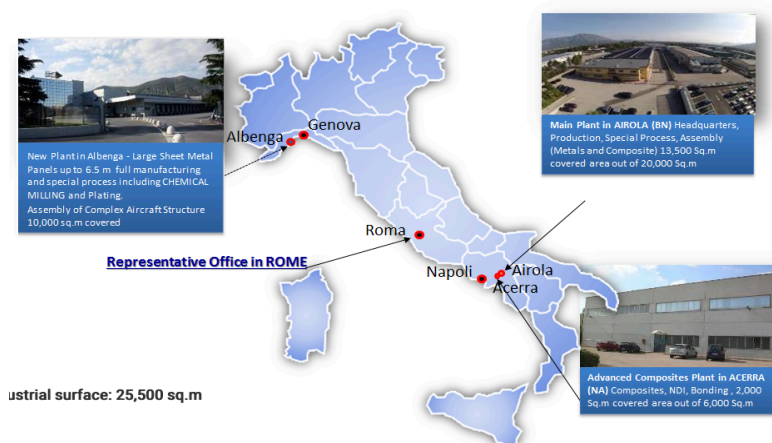 New Plant in Albenga - Large Sheet Metal
Panels up to 6.5 m full manufacturing
and special process including CHEMICAL
MILLING and Plating.
Assembly of Complex Aircraft Structure
10,000 sq.m covered
Main Plant in AIROLA (BN) Headquarters,
Production, Special Process, Assembly
(Metals and Composite) 13,500 Sq.m
covered area out of 20,000 Sq.m
Genova
Albenga
Roma
Representative Office in ROME
Napoli
Airola
Acerra
Advanced Composites Plant in ACERRA
(NA) Composites, NDI, Bonding , 2,000
Sq.m covered area out of 6,000 Sq.m
ustrial surface: 25,500 sq.m